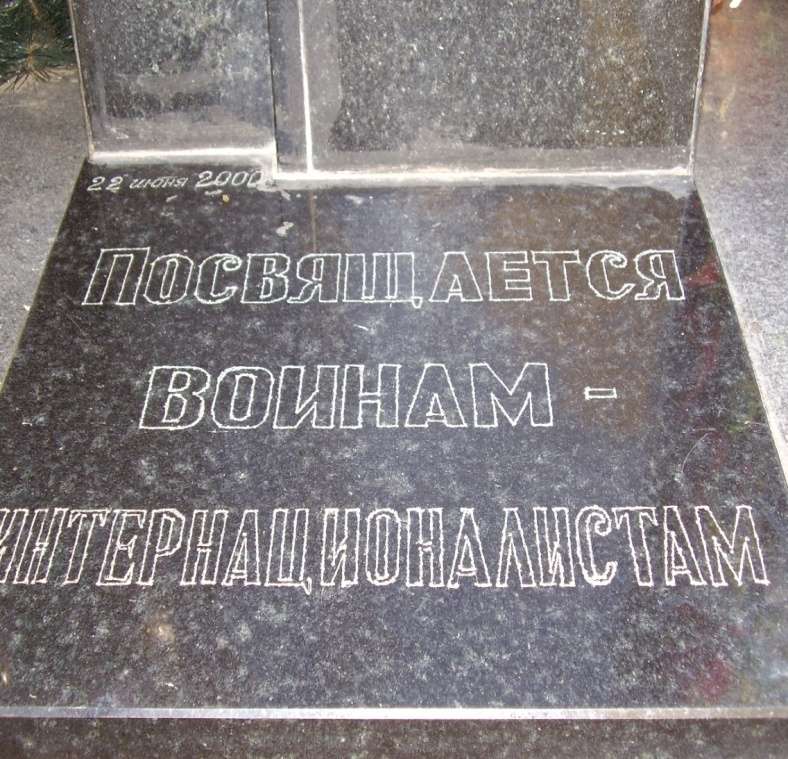 22 июня 2000
Посвящается
воинам -
интернационалистам